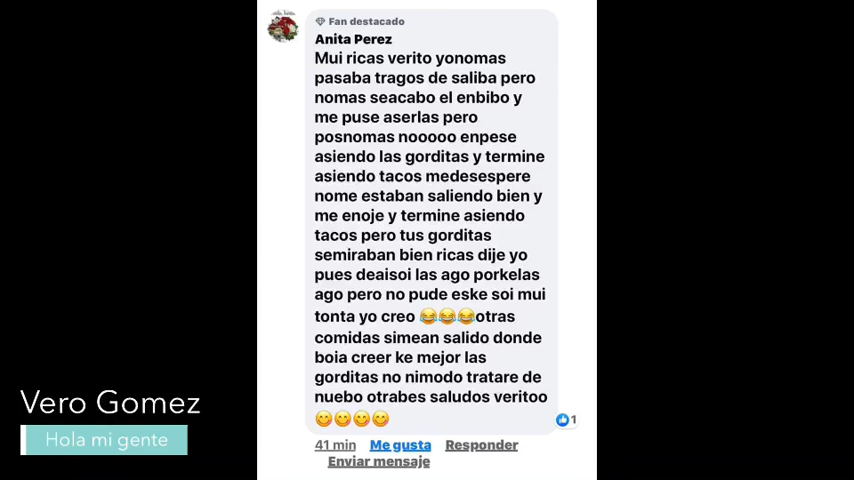 Fan destacado
Anita Perez
Mui ricas verito yonomas
pasaba tragos de saliba pero
nomas seacabo el enbibo y
me puse aserlas pero
posnomas nooooo enpese
asiendo las gorditas y termine
asiendo tacos medesespere
nome estaban saliendo bien y
me enoje y termine asiendo
tacos pero tus gorditas
semiraban bien ricas dije yo
pues deaisoi las ago porkelas
ago pero no pude eske soi mui
tonta yo creo 😂😂😂otras
comidas simean salido donde
boia creer ke mejor las
gorditas no nimodo tratare de
nuebo otrabes saludos veritoo
😋😋😋😋
1
41 min Me gusta Responder
Enviar mensaje
Vero Gomez
Hola mi gente